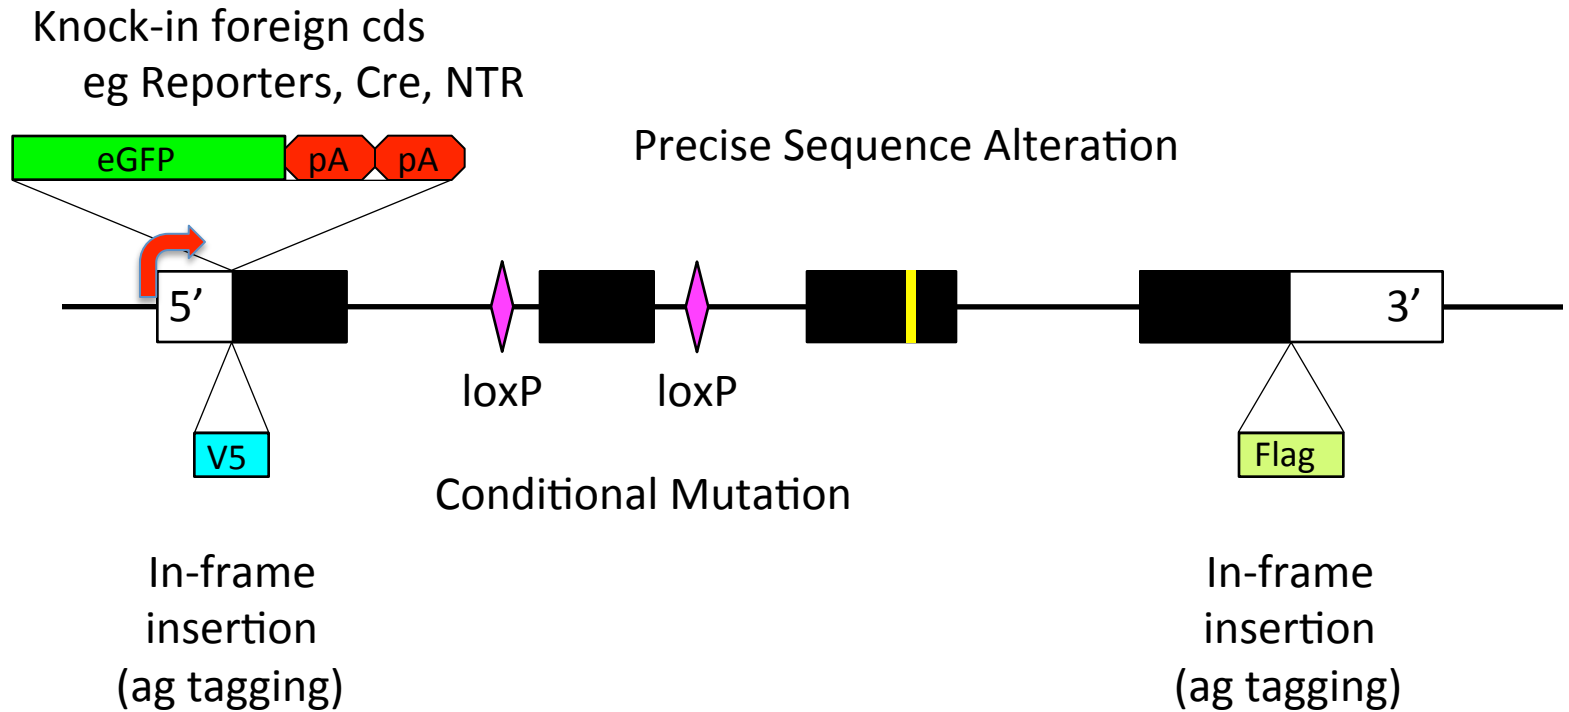 Knock-in foreign cds
eg Reporters, Cre, NTR
Precise Sequence Alteration
eGFP
pA
pA
5’
3’
loxP
loxP
V5
Flag
Conditional Mutation
In-frame
insertion
(ag tagging)
In-frame
insertion
(ag tagging)